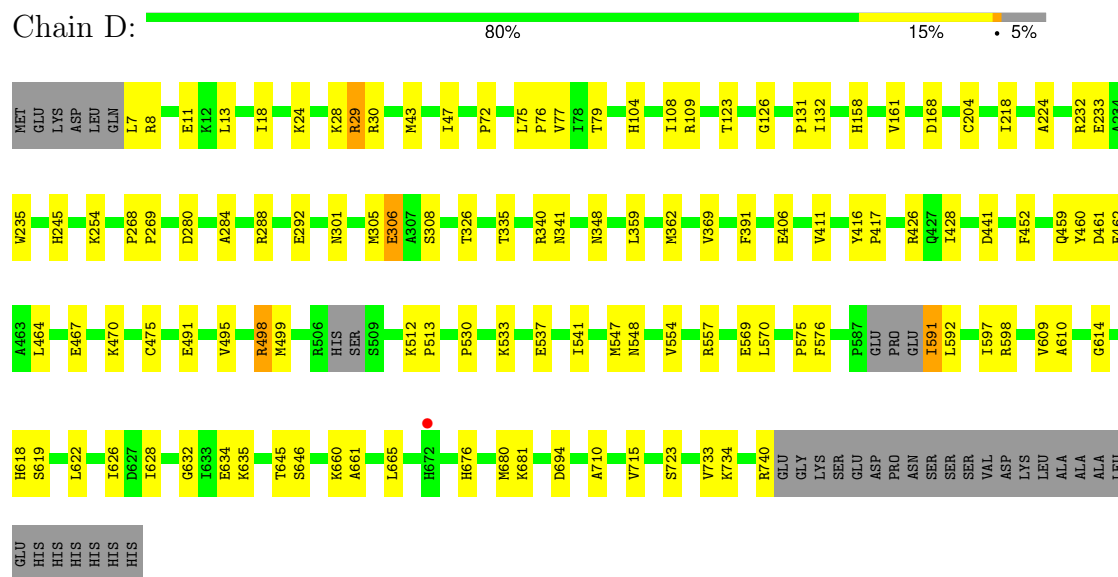 Chain D:
80% 15% • 5%
MET GLU LYS ASP LEU GLN L7 R8 E11 K12 L13 I18 K24 K28 R29 R30 M43 I47 P72 L75 P76 V77 I78 T79 H104 I108 R109 T123 G126 P131 I132 H158 V161 D168 C204 I218 A224 R232 E233 A234
W235 H245 K254 P268 P269 D280 A284 R288 E292 N301 M305 E306 A307 S308 T326 T335 R340 N341 N348 L359 M362 V369 F391 E406 V411 Y416 P417 R426 Q427 I428 D441 F452 Q459 Y460 D461
A463 L464 E467 K470 C475 E491 V495 R498 M499 R506 HIS SER S509 K512 P513 P530 K533 E537 I541 M547 N548 V554 R557 E569 L570 P575 F576 P587 GLU PRO GLU I591 L592 I597 R598 V609 A610 G614
H618 S619 L622 I626 D627 I628 G632 I633 E634 K635 T645 S646 K660 A661 L665 H672 H676 M680 K681 D694 A710 V715 S723 V733 K734 R740 GLU GLY LYS SER GLU ASP PRO ASN SER SER SER VAL ASP LYS LEU ALA ALA ALA LEU
GLU HIS HIS HIS HIS HIS HIS